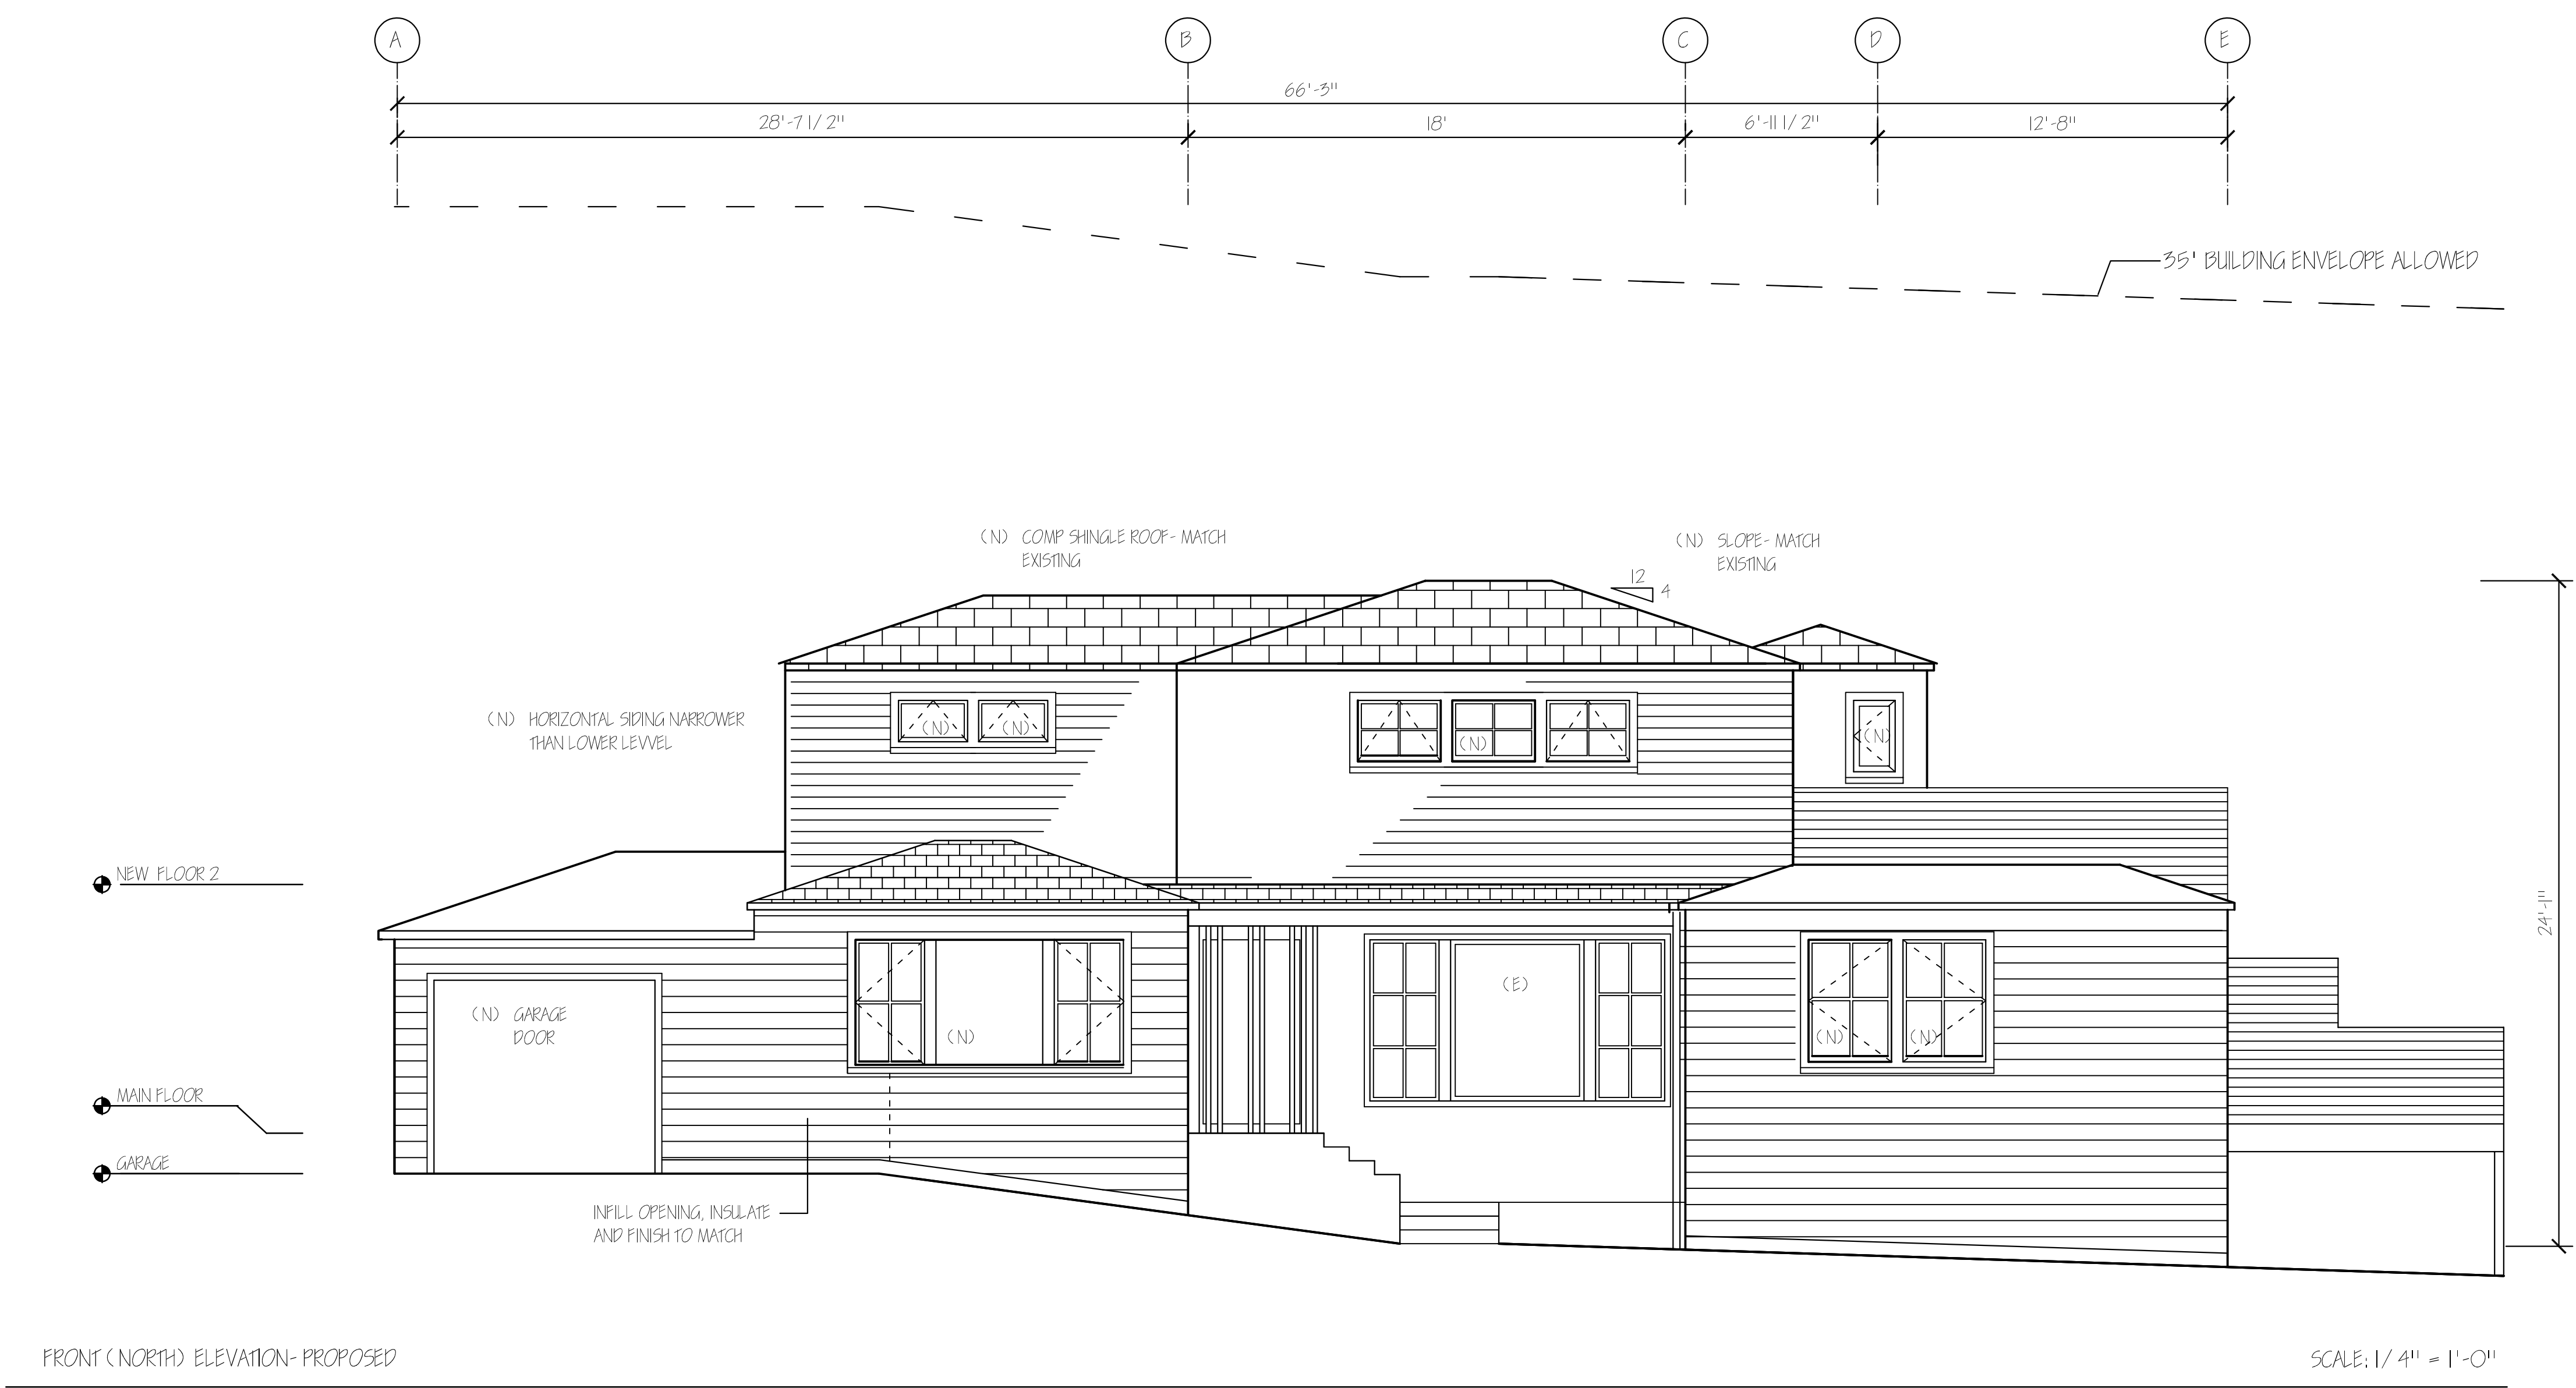 A B C D E
66'-3"
28'-7 1/2" 18' 6'-11 1/2" 12'-8"
35' BUILDING ENVELOPE ALLOWED
(N) COMP SHINGLE ROOF- MATCH
EXISTING
(N) SLOPE- MATCH
EXISTING
12
4
(N) HORIZONTAL SIDING NARROWER
THAN LOWER LEVVEL
(N) (N) (N) (N)
NEW FLOOR 2
24'-1"
(E)
(N) GARAGE
DOOR
(N) (N) (N)
MAIN FLOOR
GARAGE
INFILL OPENING, INSULATE
AND FINISH TO MATCH
FRONT (NORTH) ELEVATION- PROPOSED
SCALE: 1/4" = 1'-0"